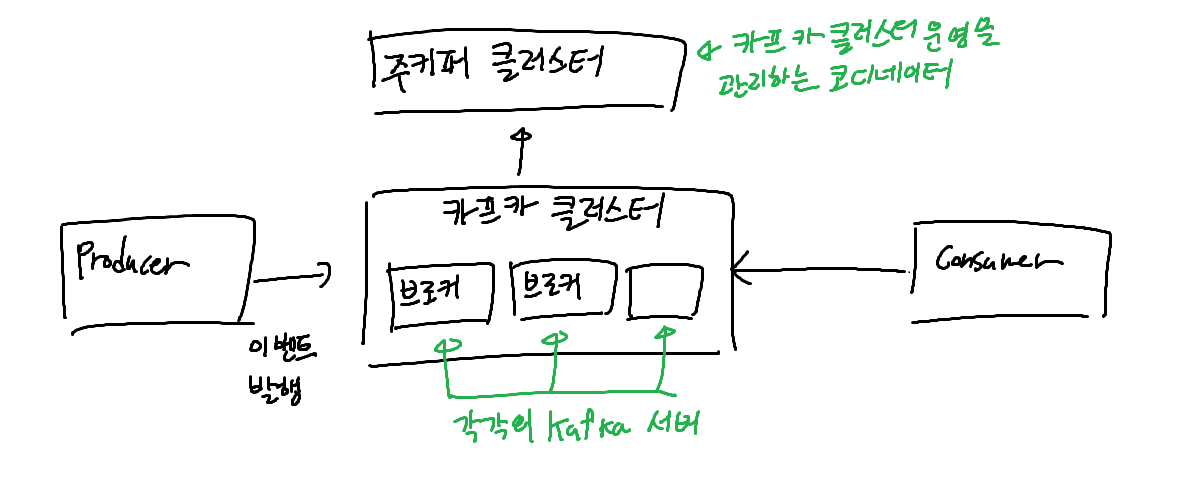 주키퍼 클러스터
카프카 클러스터 운영을
관리하는 코디네이터
카프카 클러스터
Producer
브로커
브로커
Consumer
이벤트
발행
각각의 Kafka 서버